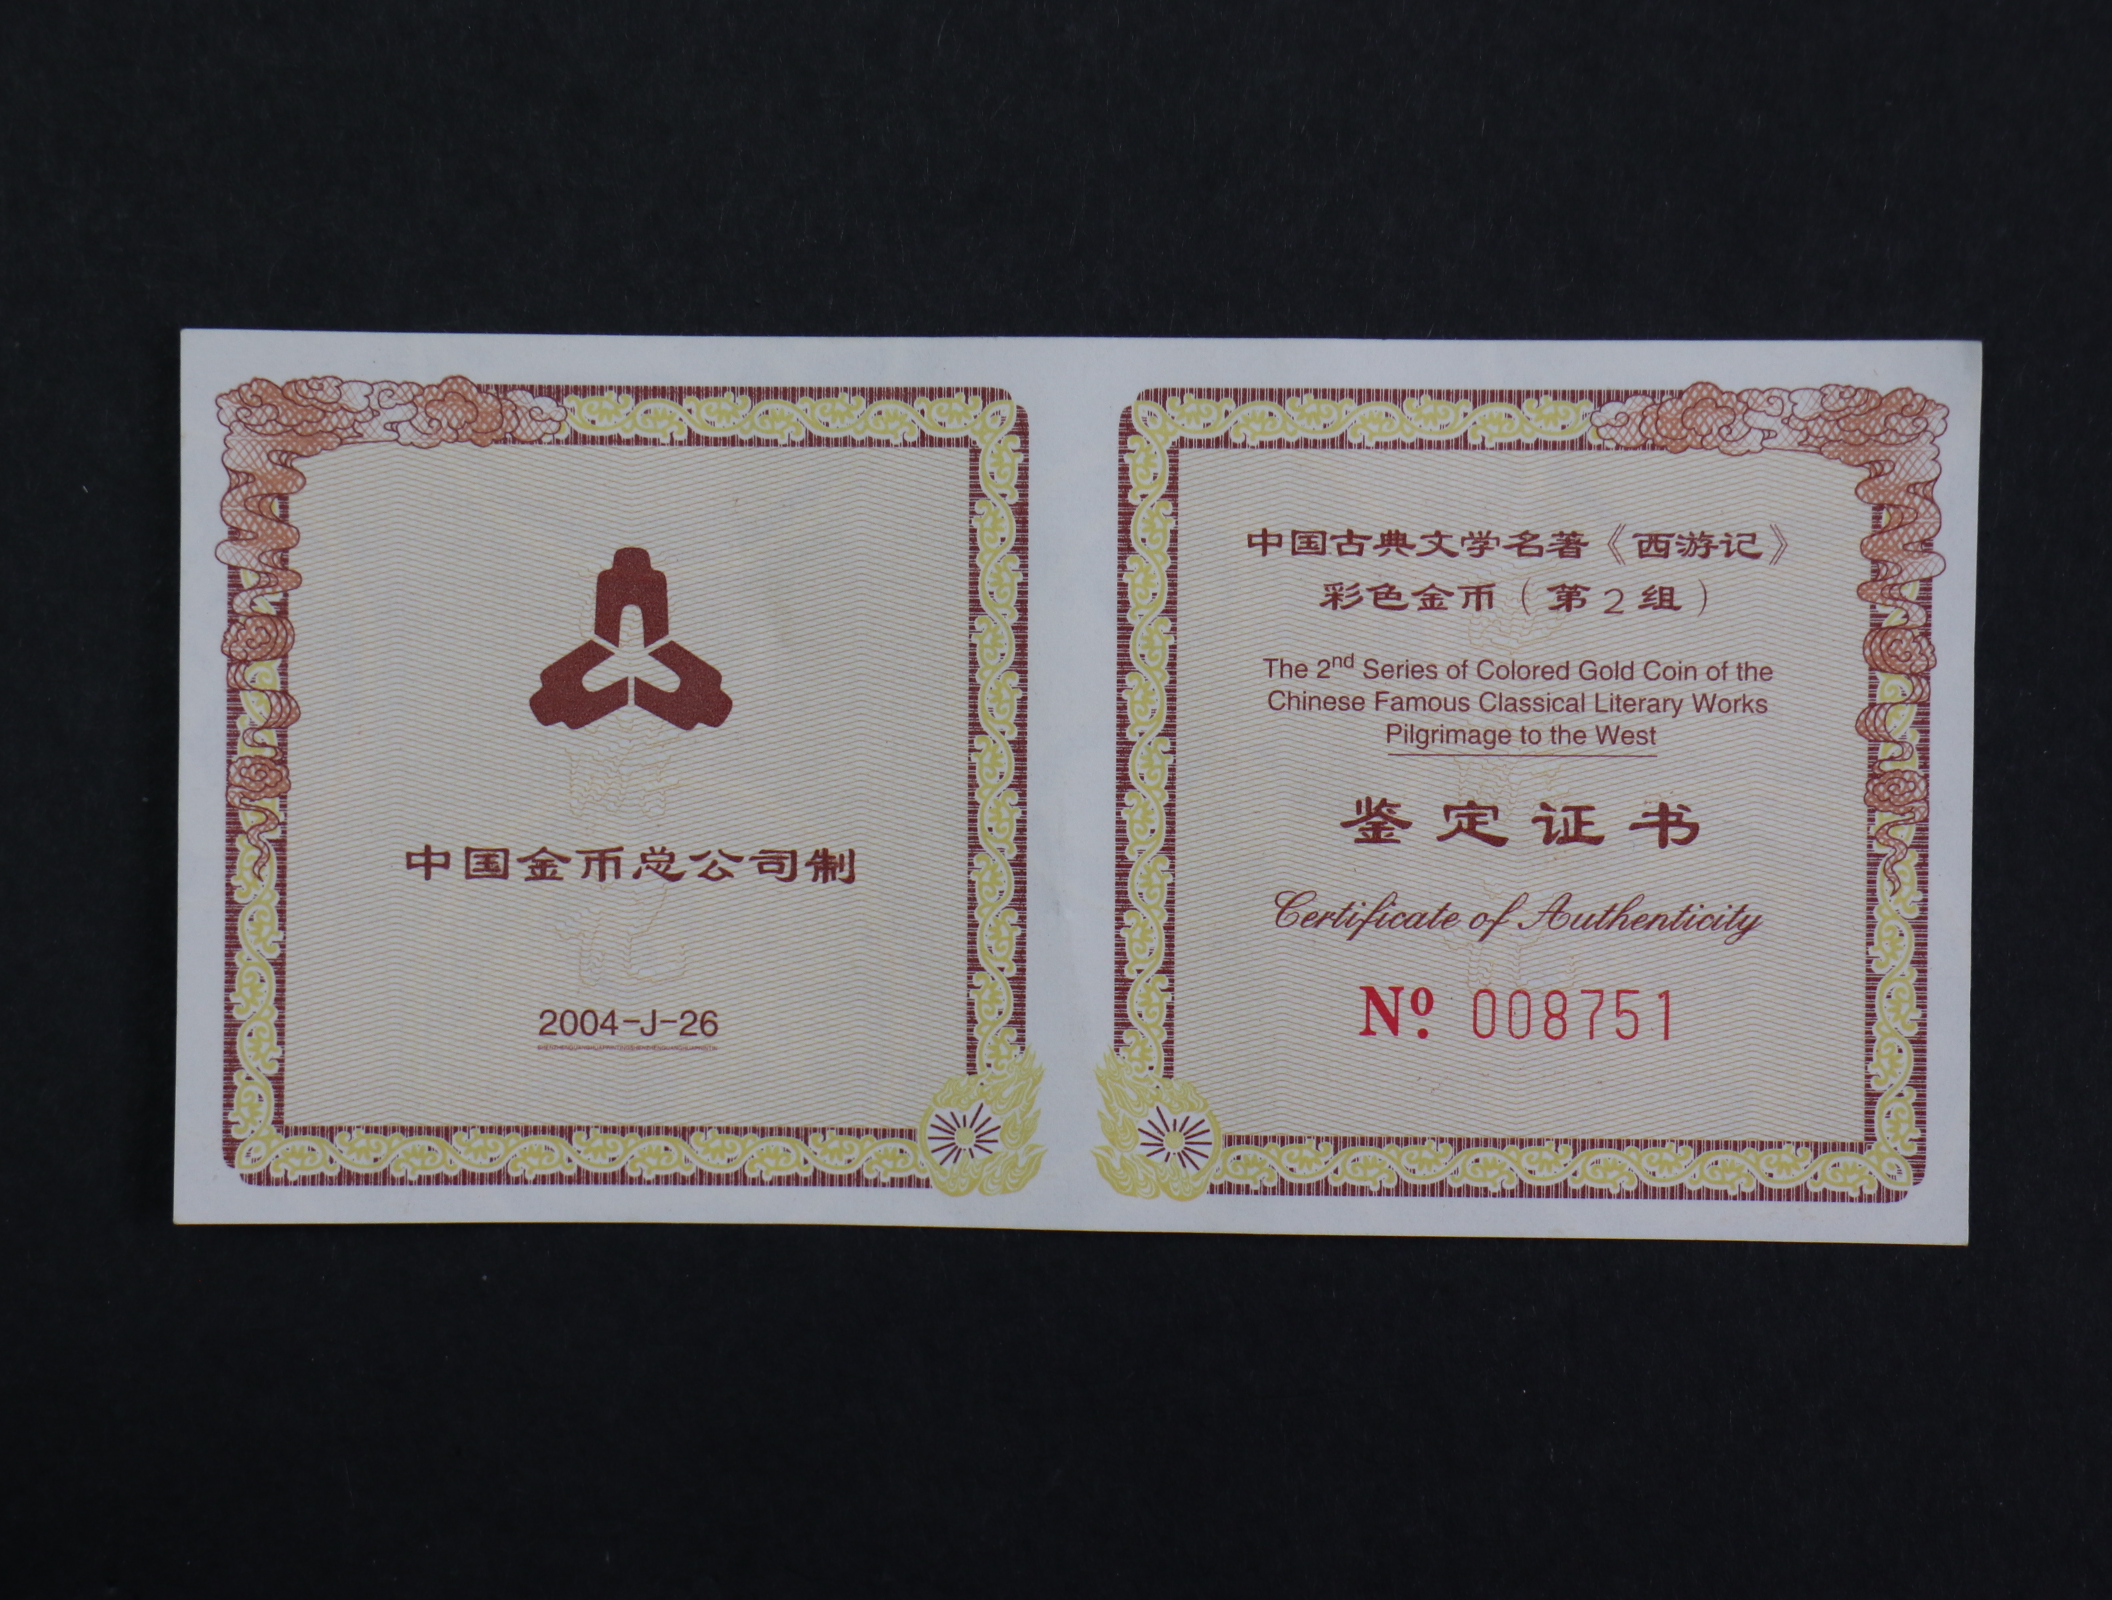 中国金币总公司制
2004-J-26
中国古典文学名著《西游记》
彩色金币（第2组）
The 2nd Series of Colored Gold Coin of the
Chinese Famous Classical Literary Works
Pilgrimage to the West
鉴定证书
Certificate of Authenticity
Nº. 008751